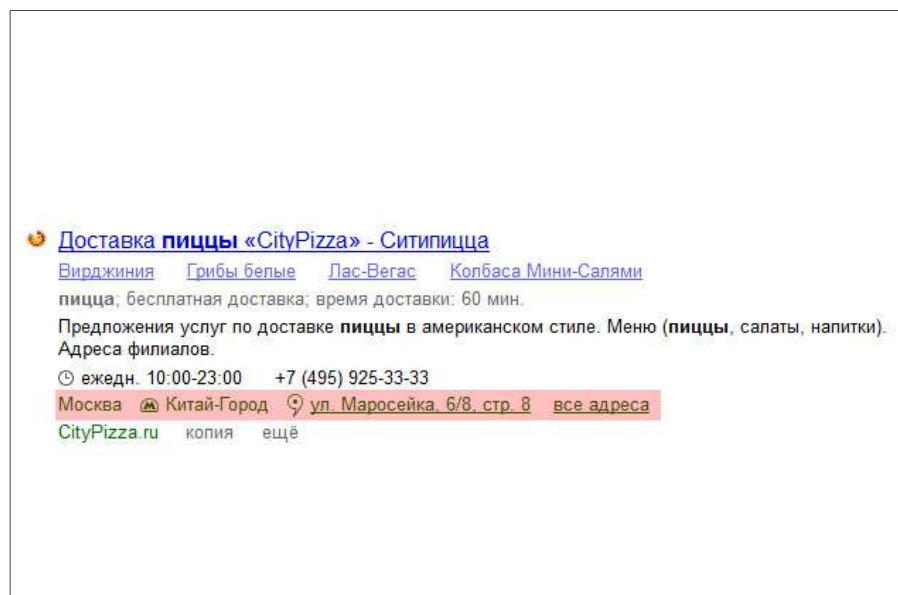 Доставка пиццы «CityPizza» - Ситипицца
Вирджиния Грибы белые Лас-Вегас Колбаса Мини-Салями
пицца; бесплатная доставка; время доставки: 60 мин.
Предложения услуг по доставке пиццы в американском стиле. Меню (пиццы, салаты, напитки).
Адреса филиалов.
ежедн. 10:00-23:00 +7 (495) 925-33-33
Москва Китай-Город ул. Маросейка, 6/8, стр. 8 все адреса
CityPizza.ru копия ещё